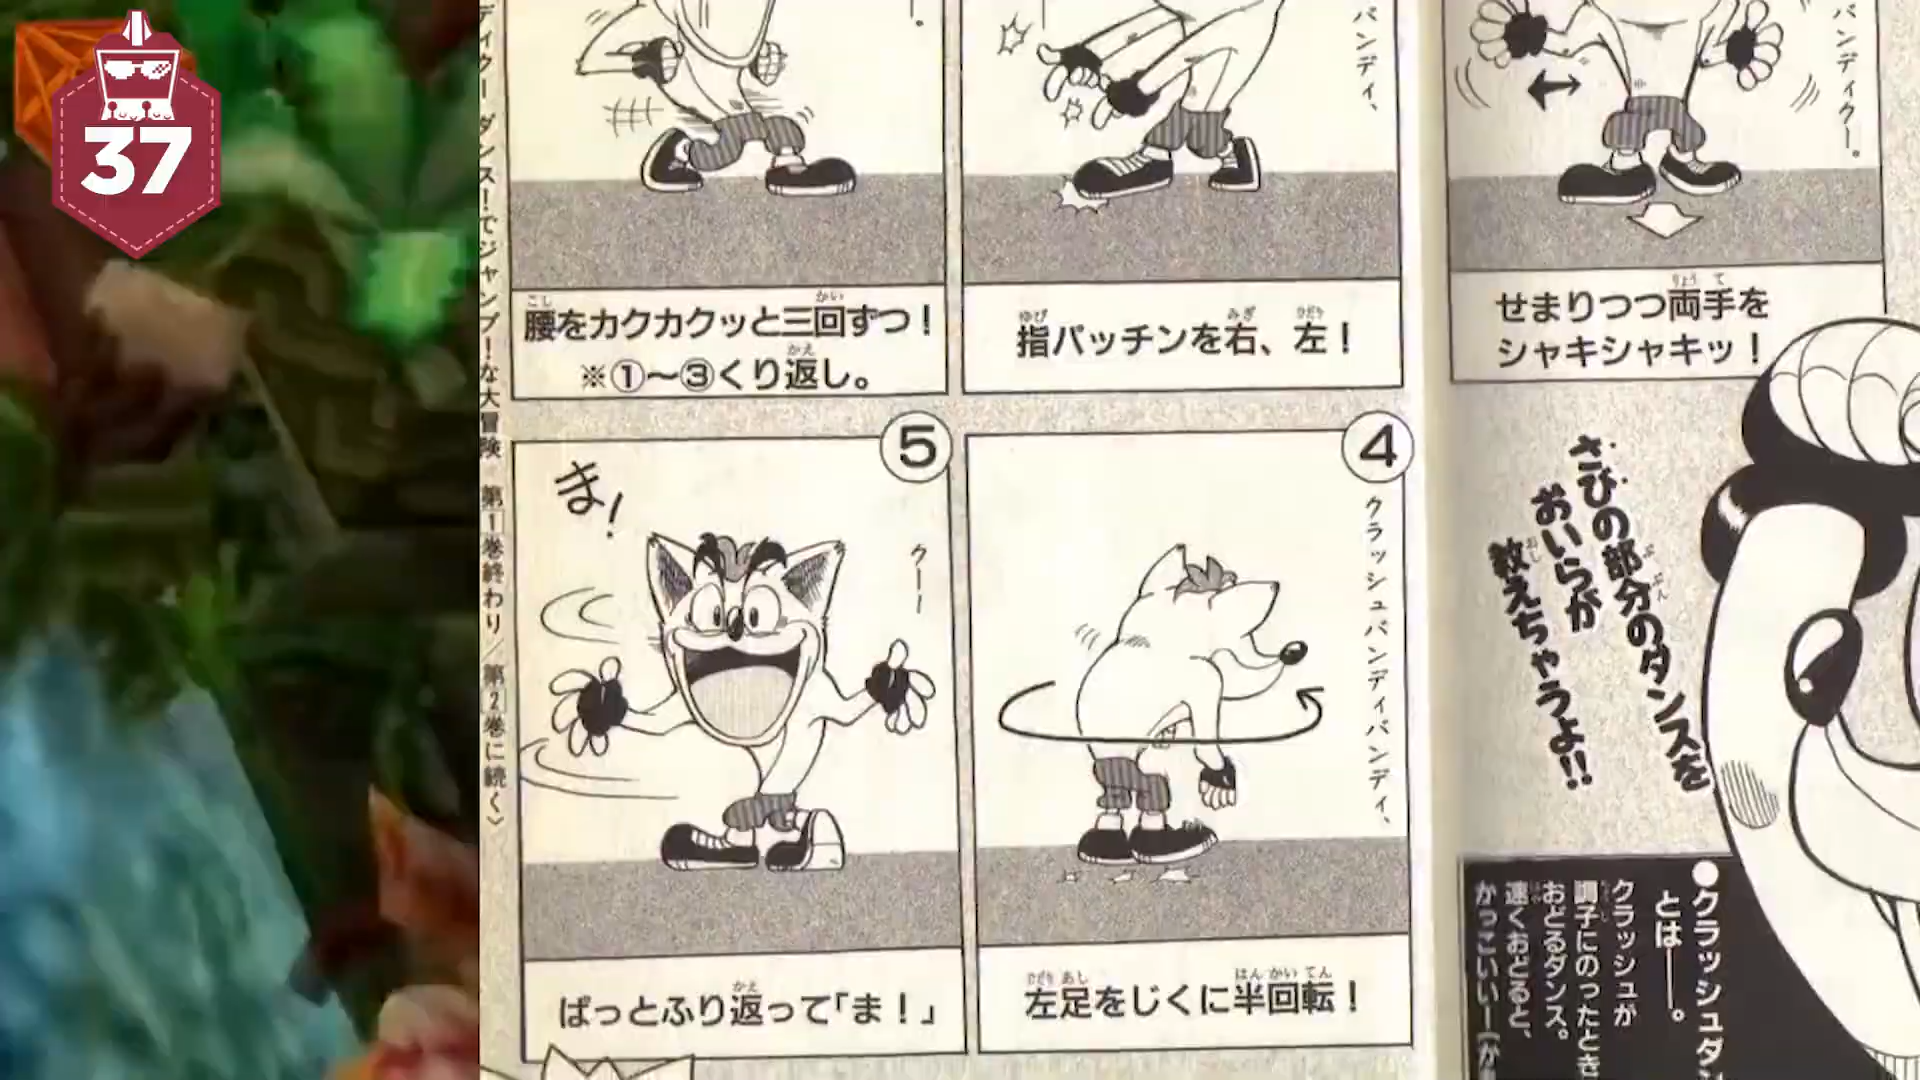 37
バンディクー。
せまりつつ両手を
シャキシャキッ！
バンディ、
指パッチンを右、左！
腰をカクカクッと三回ずつ！
※①〜③くり返し。
さびの部分のダンスを
おいらが
教えちゃうよ!!
④
クラッシュバンディバンディ、
左足をじくに半回転！
⑤
クーー
ま！
ぱっとふり返って「ま！」
●クラッシュダン
とは――。
クラッシュが
調子にのったとき
おどるダンス。
速くおどると、
かっこいいー
ディクーダンス！でジャンプ！な大冒険 第1巻終わり／第2巻に続く〉